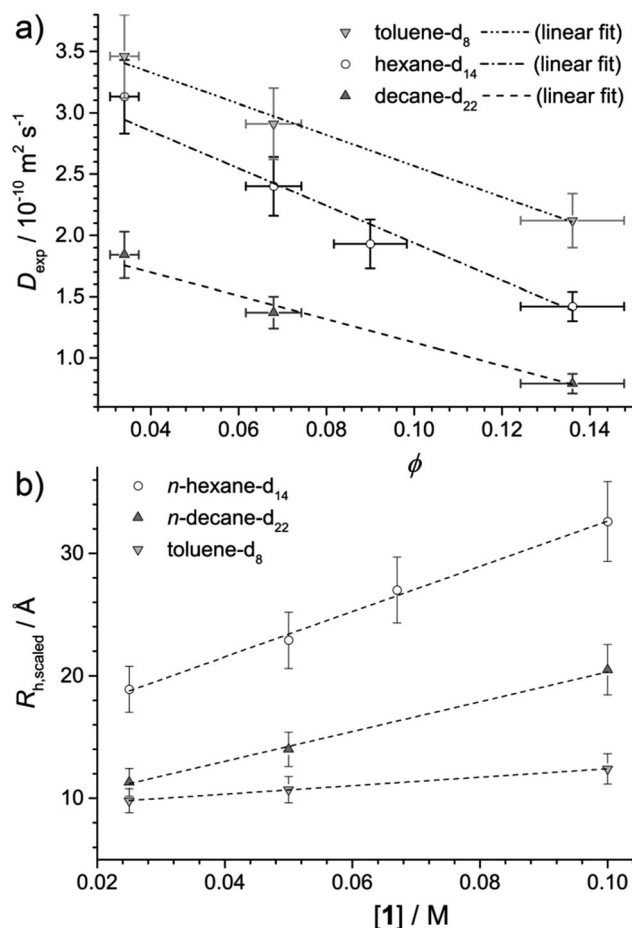 a)
toluene-d8 (linear fit)
hexane-d14 (linear fit)
decane-d22 (linear fit)
3.5
3.0
2.5
2.0
1.5
1.0
Dexp / 10-10 m2 s-1
0.04 0.06 0.08 0.10 0.12 0.14
ϕ
b)
n-hexane-d14
n-decane-d22
toluene-d8
30
20
10
0
Rh,scaled / Å
0.02 0.04 0.06 0.08 0.10
[1] / M